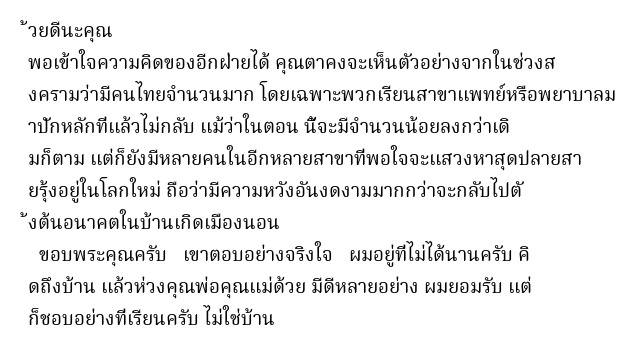 ้วยดีนะคุณ
พอเข้าใจความคิดของอีกฝ่ายได้ คุณตาคงจะเห็นตัวอย่างจากในช่วงส
งครามว่ามีคนไทยจำนวนมาก โดยเฉพาะพวกเรียนสาขาแพทย์หรือพยาบาลม
าปักหลักที่แล้วไม่กลับ แม้ว่าในตอน นี้จะมีจำนวนน้อยลงกว่าเดิ
มก็ตาม แต่ก็ยังมีหลายคนในอีกหลายสาขาที่พอใจจะแสวงหาสุดปลายสา
ยรุ้งอยู่ในโลกใหม่ ถือว่ามีความหวังอันงดงามมากกว่าจะกลับไปตั
้งต้นอนาคตในบ้านเกิดเมืองนอน
ขอบพระคุณครับ เขาตอบอย่างจริงใจ ผมอยู่ที่ไม่ได้นานครับ คิ
ดถึงบ้าน แล้วห่วงคุณพ่อคุณแม่ด้วย มีดีหลายอย่าง ผมยอมรับ แต่
ก็ชอบอย่างที่เรียนครับ ไม่ใช่บ้าน